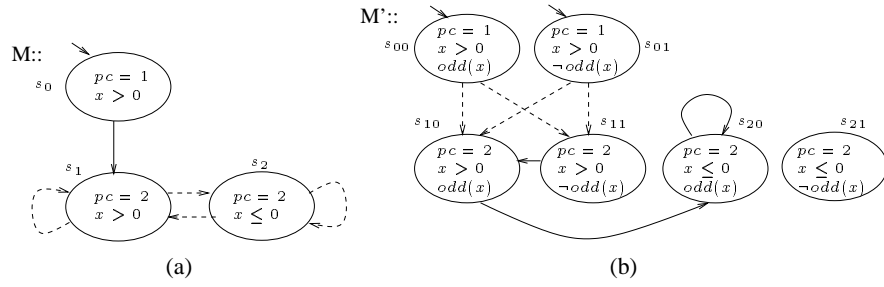 M::
s₀
pc = 1
x > 0
s₁
pc = 2
x > 0
s₂
pc = 2
x ≤ 0
(a)
M'::
s₀₀
pc = 1
x > 0
odd(x)
pc = 1
x > 0
¬odd(x)
s₀₁
s₁₀
pc = 2
x > 0
odd(x)
s₁₁
pc = 2
x > 0
¬odd(x)
s₂₀
pc = 2
x ≤ 0
odd(x)
s₂₁
pc = 2
x ≤ 0
¬odd(x)
(b)